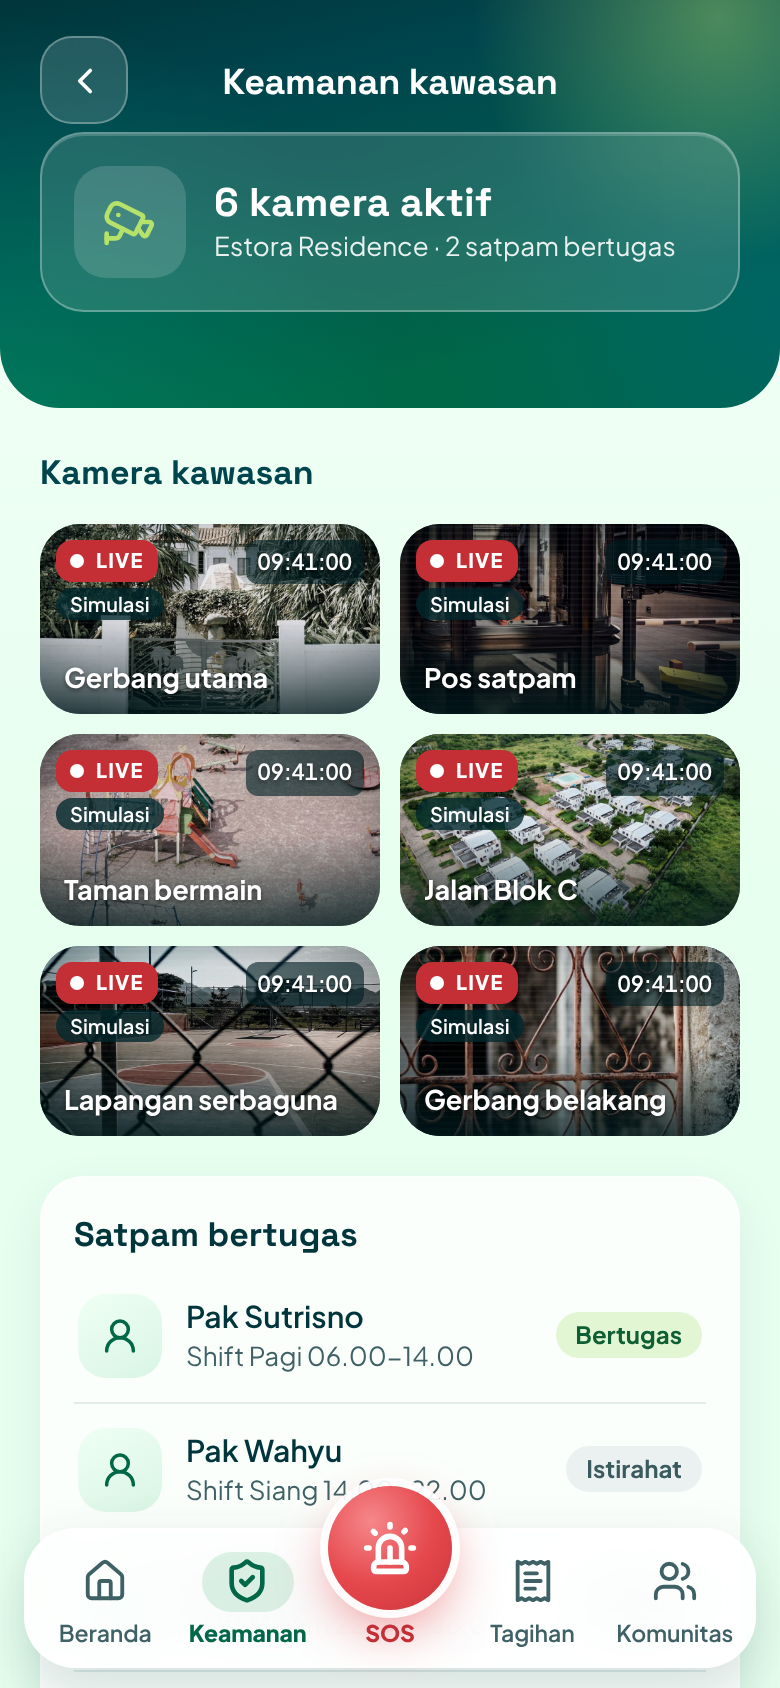 Keamanan kawasan
6 kamera aktif
Estora Residence · 2 satpam bertugas
Kamera kawasan
LIVE
09:41:00
Simulasi
Gerbang utama
LIVE
09:41:00
Simulasi
Pos satpam
LIVE
09:41:00
Simulasi
Taman bermain
LIVE
09:41:00
Simulasi
Jalan Blok C
LIVE
09:41:00
Simulasi
Lapangan serbaguna
LIVE
09:41:00
Simulasi
Gerbang belakang
Satpam bertugas
Pak Sutrisno
Shift Pagi 06.00–14.00
Bertugas
Pak Wahyu
Shift Siang
Istirahat
Beranda
Keamanan
SOS
Tagihan
Komunitas